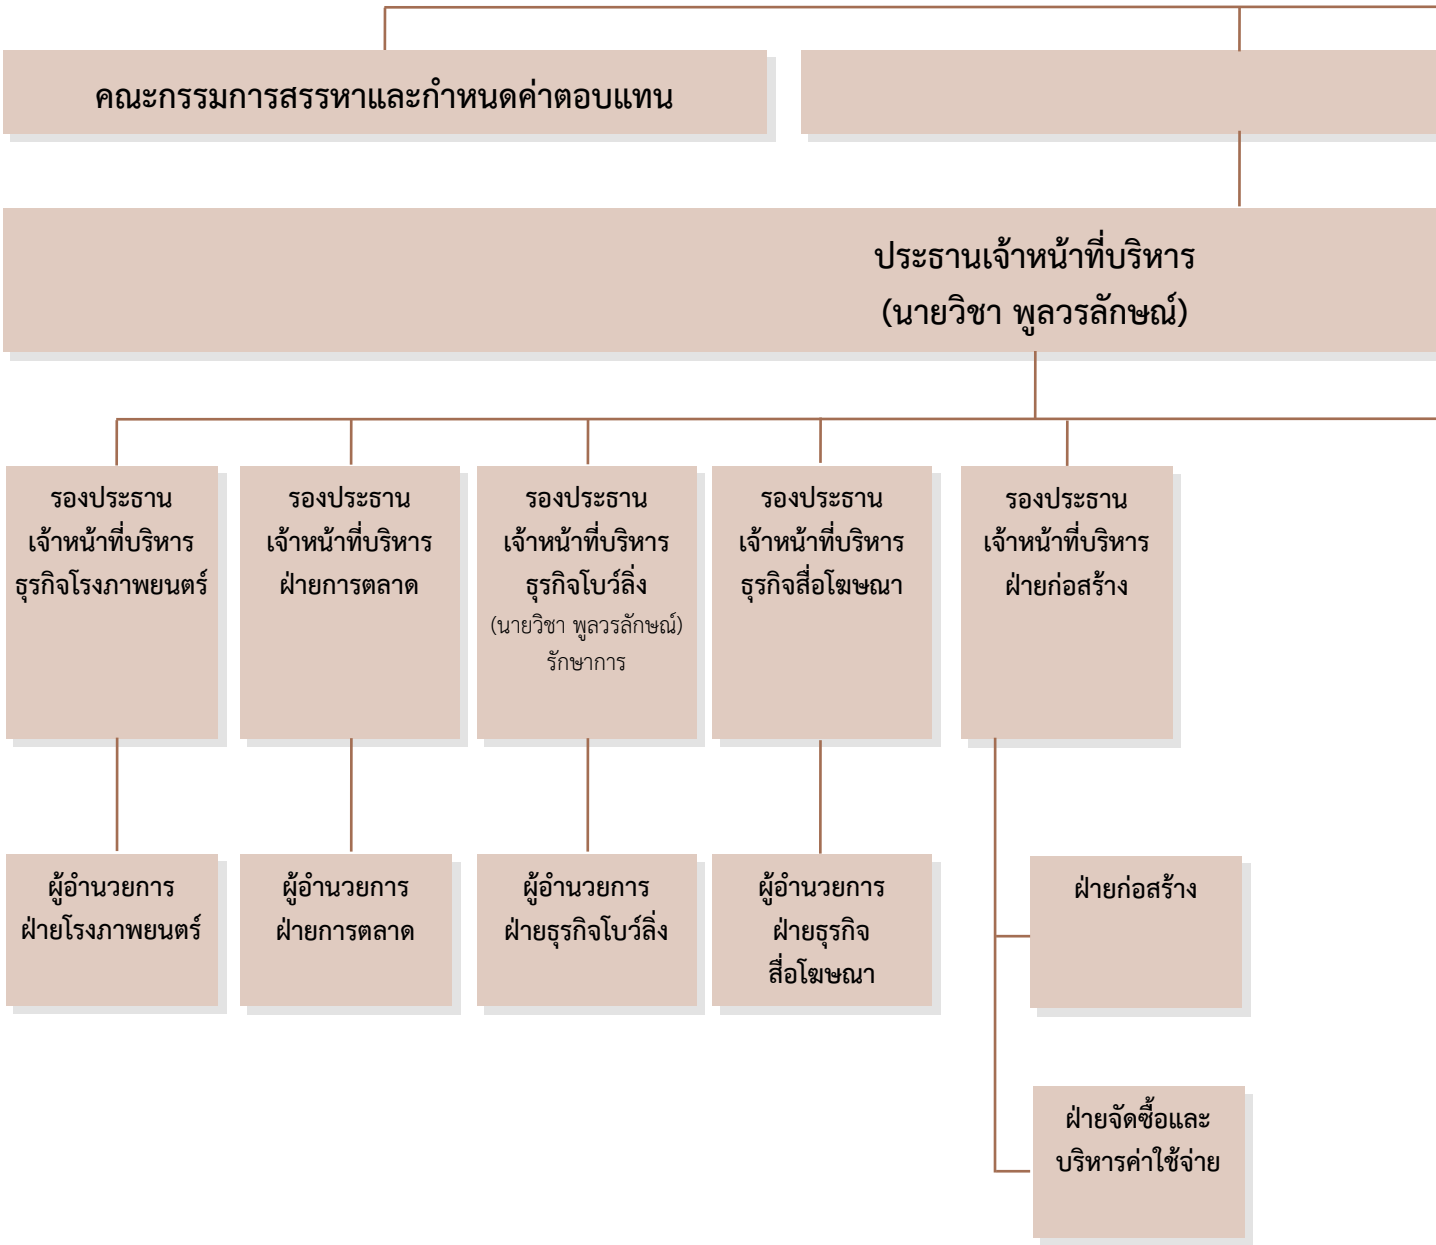 คณะกรรมการสรรหาและกำหนดค่าตอบแทน
ประธานเจ้าหน้าที่บริหาร
(นายวิชา พูลวรลักษณ์)
รองประธาน
เจ้าหน้าที่บริหาร
ธุรกิจโรงภาพยนตร์
รองประธาน
เจ้าหน้าที่บริหาร
ฝ่ายการตลาด
รองประธาน
เจ้าหน้าที่บริหาร
ธุรกิจโบว์ลิ่ง
(นายวิชา พูลวรลักษณ์)
รักษาการ
รองประธาน
เจ้าหน้าที่บริหาร
ธุรกิจสื่อโฆษณา
รองประธาน
เจ้าหน้าที่บริหาร
ฝ่ายก่อสร้าง
ผู้อำนวยการ
ฝ่ายโรงภาพยนตร์
ผู้อำนวยการ
ฝ่ายการตลาด
ผู้อำนวยการ
ฝ่ายธุรกิจโบว์ลิ่ง
ผู้อำนวยการ
ฝ่ายธุรกิจ
สื่อโฆษณา
ฝ่ายก่อสร้าง
ฝ่ายจัดซื้อและ
บริหารค่าใช้จ่าย